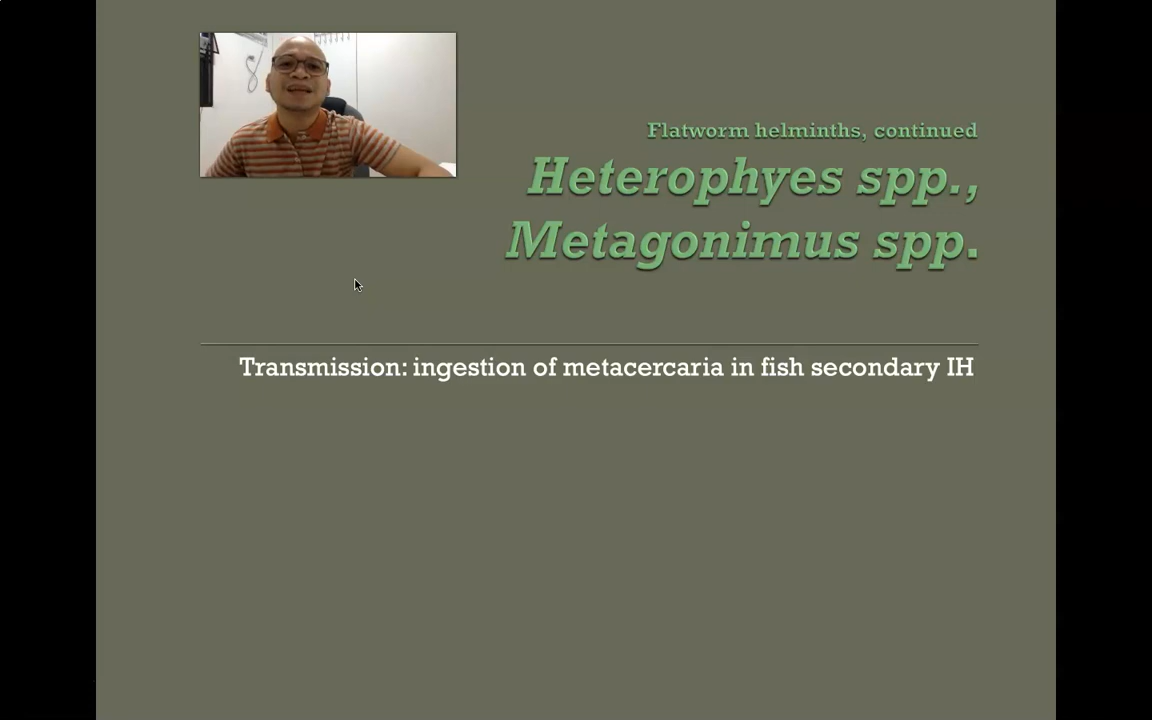 Flatworm helminths, continued
Heterophyes spp.,
Metagonimus spp.
Transmission: ingestion of metacercaria in fish secondary IH